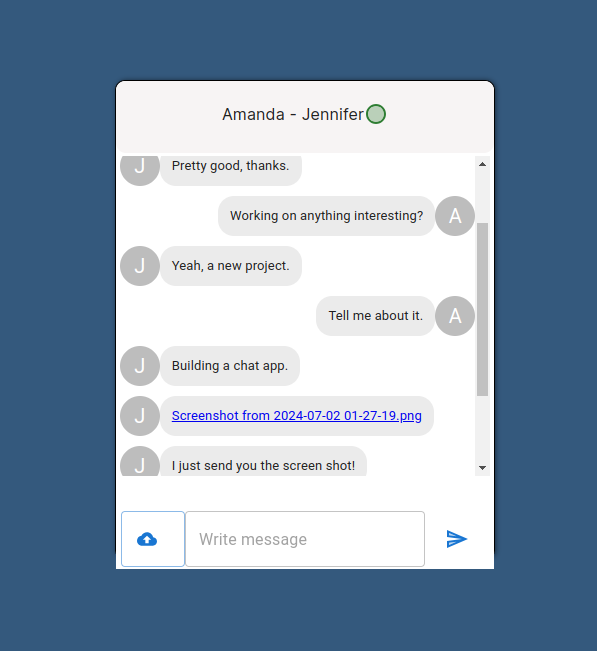 Amanda - Jennifer
J Pretty good, thanks.
Working on anything interesting? A
J Yeah, a new project.
Tell me about it. A
J Building a chat app.
J Screenshot from 2024-07-02 01-27-19.png
J I just send you the screen shot!
Write message